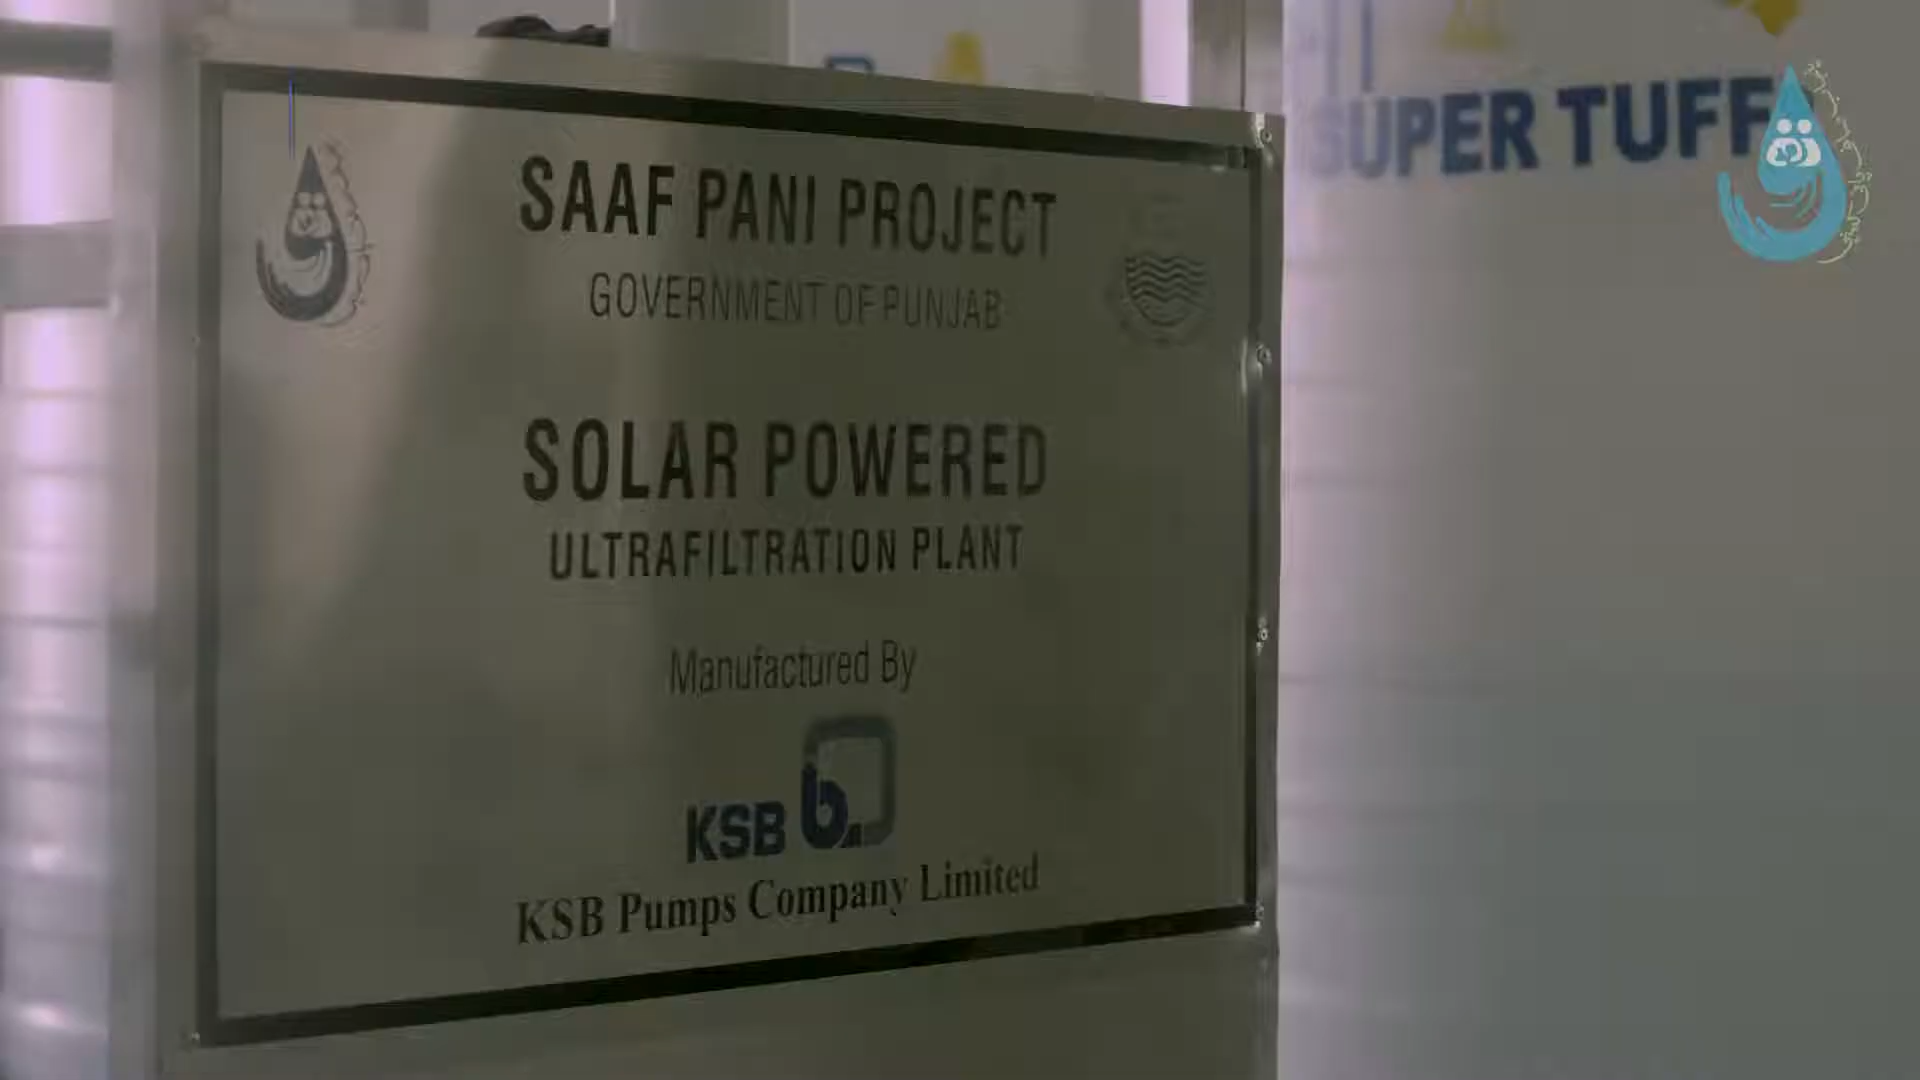 SAAF PANI PROJECT
GOVERNMENT OF PUNJAB
SOLAR POWERED
ULTRAFILTRATION PLANT
Manufactured By
KSB b.
KSB Pumps Company Limited
SUPER TUFF